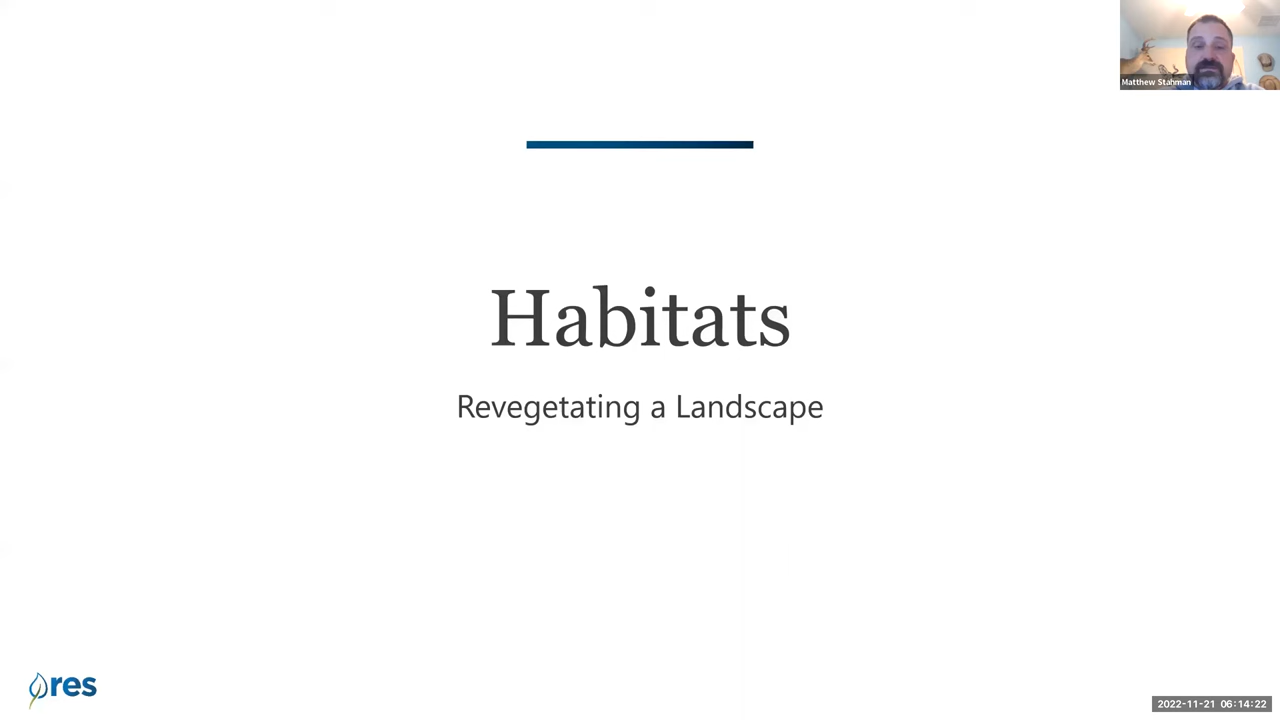 Matthew Stahman
Habitats
Revegetating a Landscape
res
2022-11-21 06:14:22